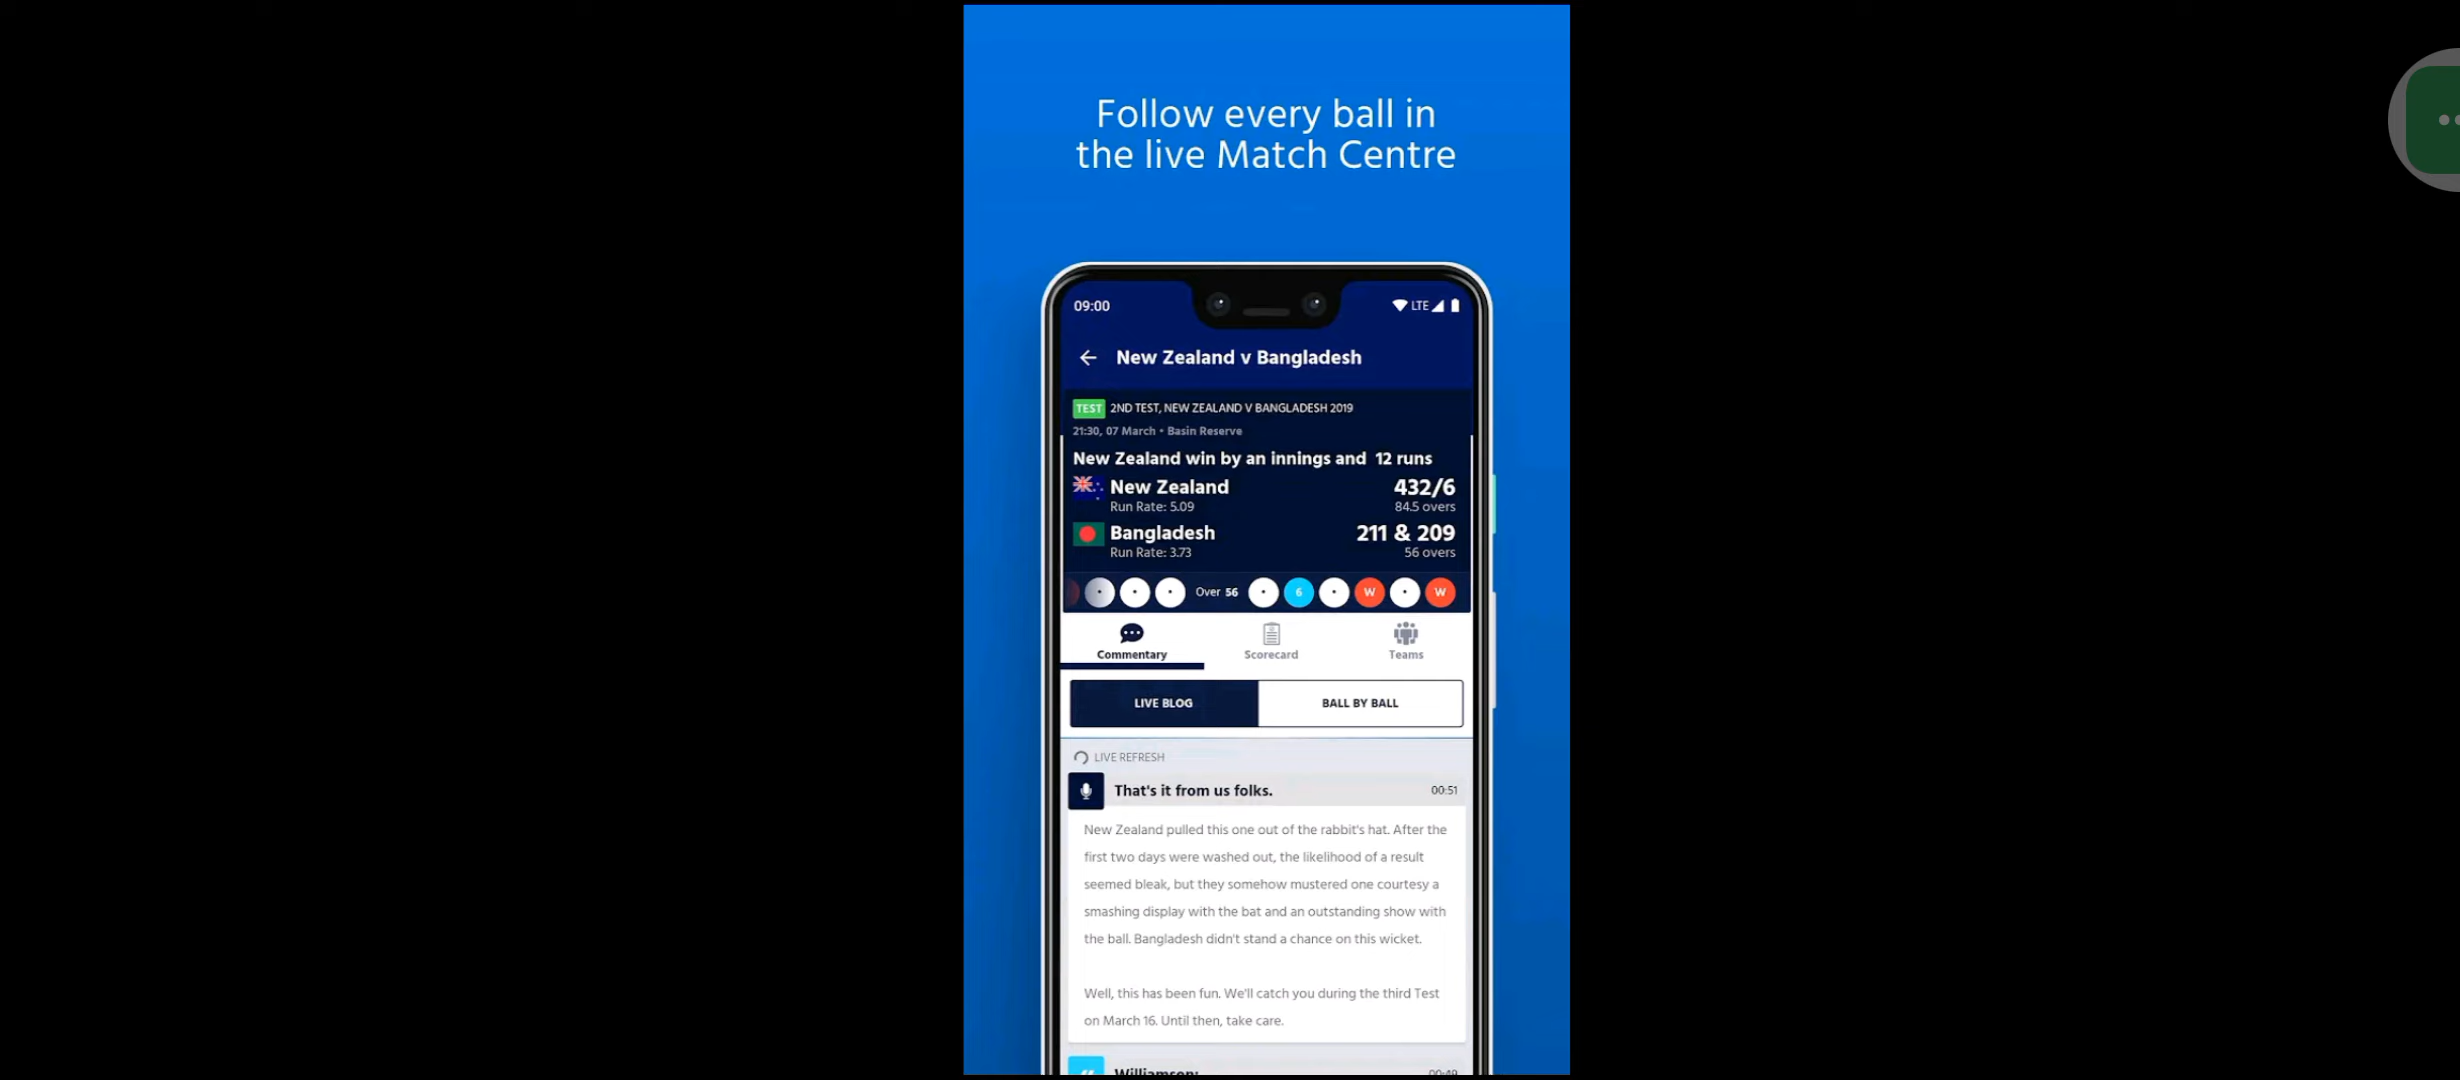 Follow every ball in
the live Match Centre
09:00
LTE
New Zealand v Bangladesh
TEST 2ND TEST, NEW ZEALAND V BANGLADESH 2019
21:30, 07 March • Basin Reserve
New Zealand win by an innings and 12 runs
New Zealand 432/6
Run Rate: 5.09 84.5 overs
Bangladesh 211 & 209
Run Rate: 3.73 56 overs
Over 56 • 6 • W • W
Commentary Scorecard Teams
LIVE BLOG BALL BY BALL
LIVE REFRESH
That's it from us folks. 00:51
New Zealand pulled this one out of the rabbit's hat. After the
first two days were washed out, the likelihood of a result
seemed bleak, but they somehow mustered one courtesy a
smashing display with the bat and an outstanding show with
the ball. Bangladesh didn't stand a chance on this wicket.
Well, this has been fun. We'll catch you during the third Test
on March 16. Until then, take care.
Williamson: 00:49